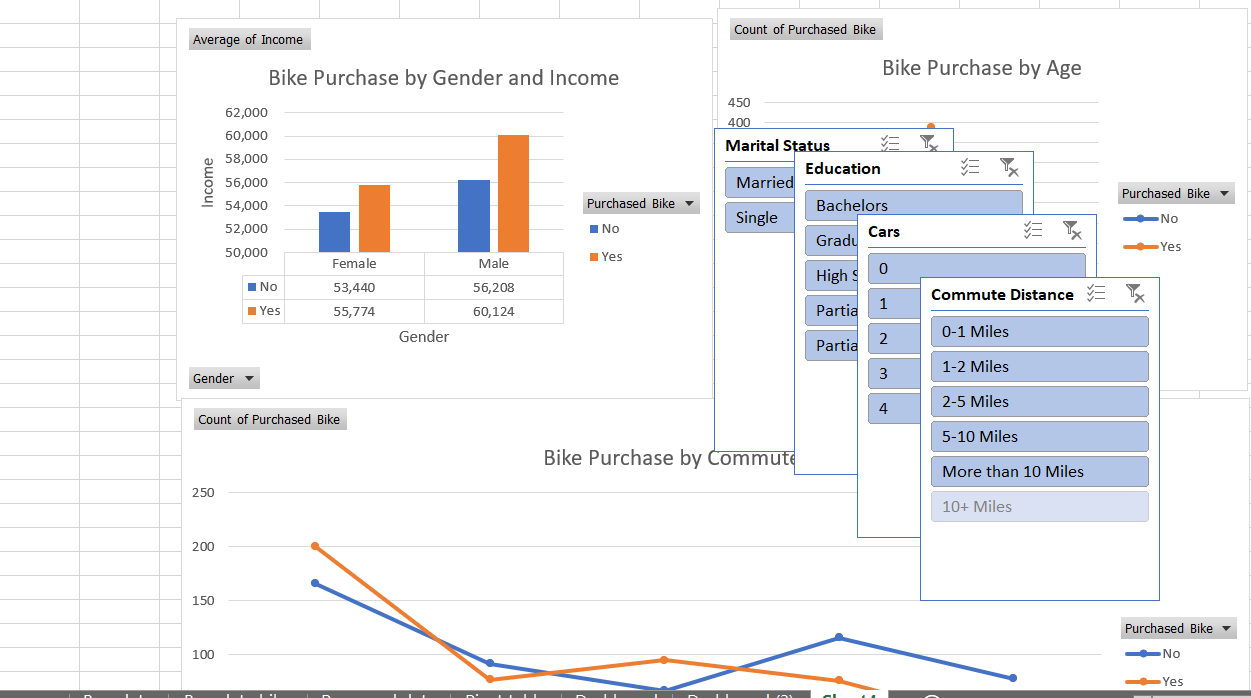 Average of Income
Bike Purchase by Gender and Income
62,000
60,000
58,000
56,000
54,000
52,000
50,000
Income
Female Male
No 53,440 56,208
Yes 55,774 60,124
Gender
Purchased Bike
No
Yes
Gender
Count of Purchased Bike
Bike Purchase by Age
450
400
Purchased Bike
No
Yes
Marital Status
Married
Single
Education
Bachelors
Gradu
High S
Partia
Partia
Cars
0
1
2
3
4
Commute Distance
0-1 Miles
1-2 Miles
2-5 Miles
5-10 Miles
More than 10 Miles
10+ Miles
Count of Purchased Bike
Bike Purchase by Commute
250
200
150
100
Purchased Bike
No
Yes